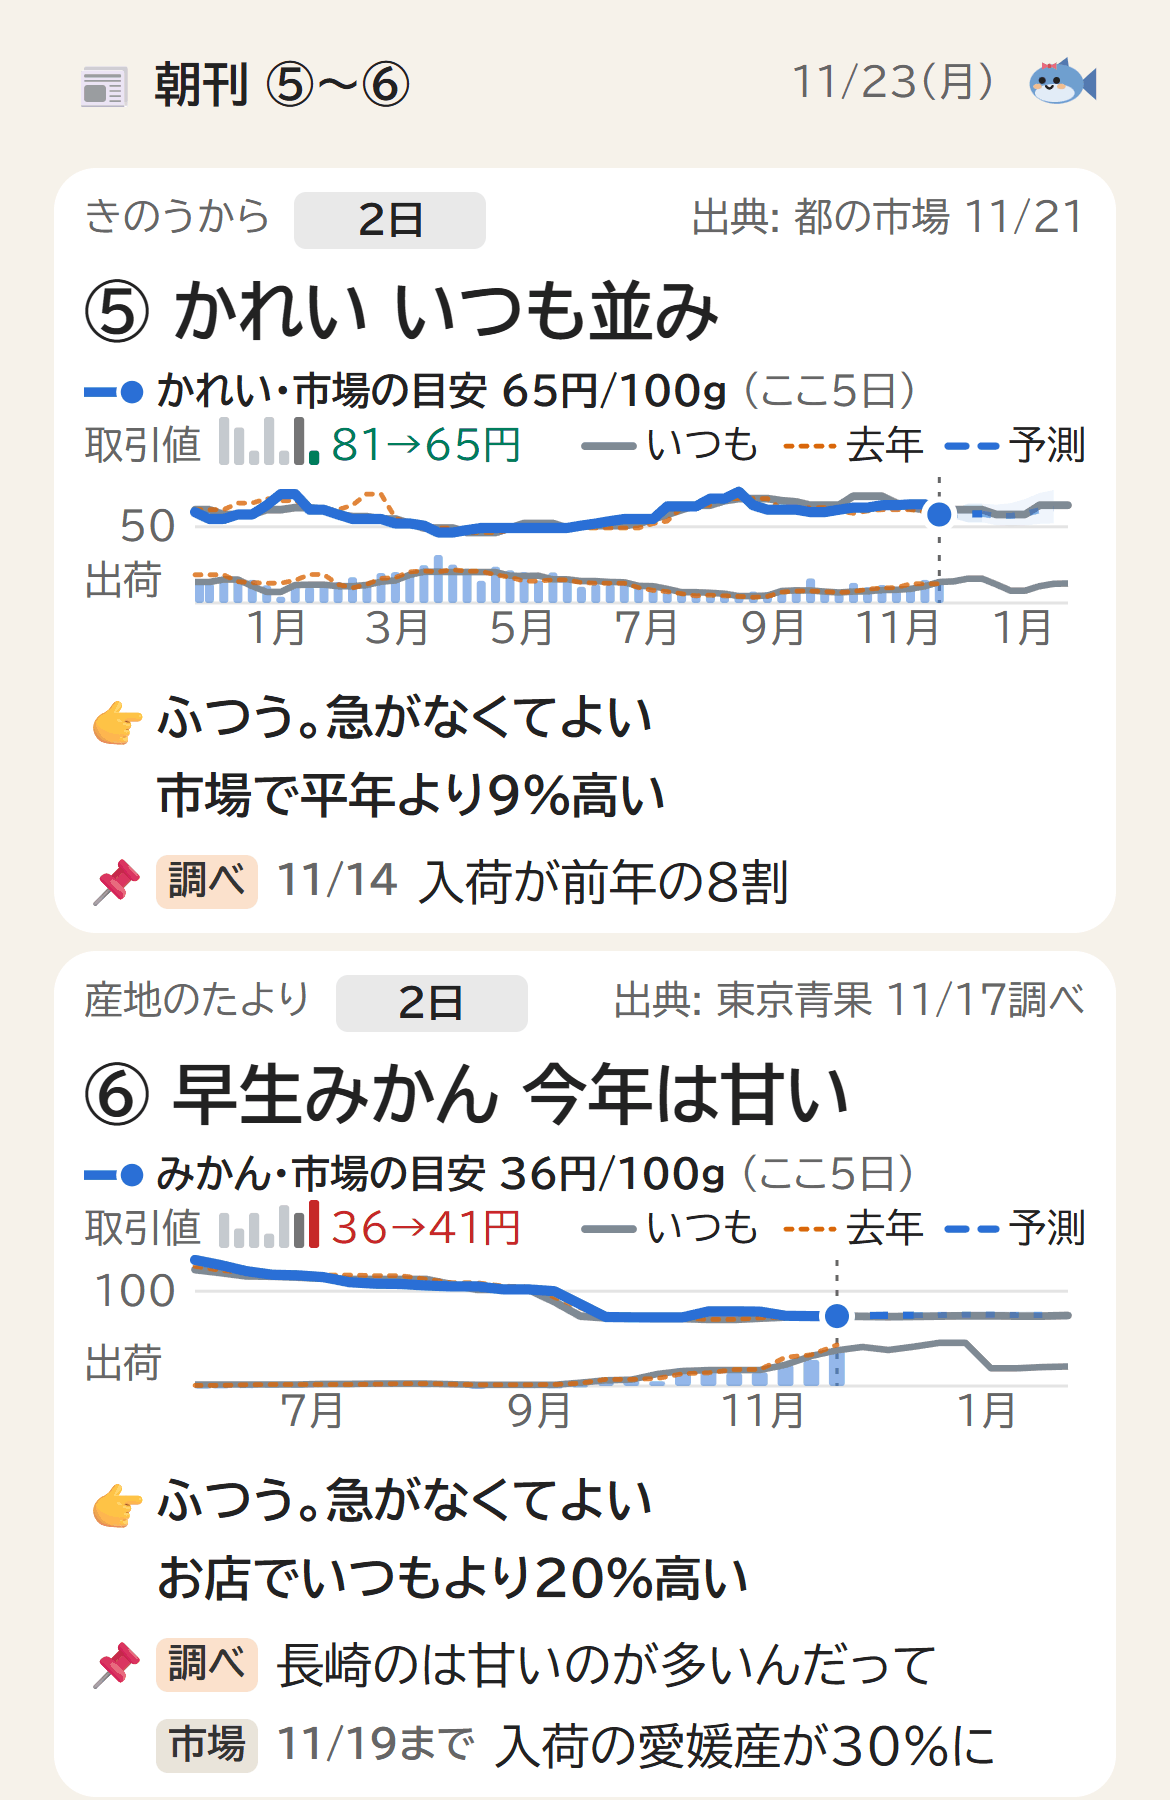 朝刊 ⑤〜⑥
11/23(月)
きのうから 2日 出典: 都の市場 11/21
⑤ かれい いつも並み
かれい・市場の目安 65円/100g (ここ5日)
取引値 81→65円 いつも 去年 予測
50
出荷
1月 3月 5月 7月 9月 11月 1月
ふつう。急がなくてよい
市場で平年より9%高い
調べ 11/14 入荷が前年の8割
産地のたより 2日 出典: 東京青果 11/17調べ
⑥ 早生みかん 今年は甘い
みかん・市場の目安 36円/100g (ここ5日)
取引値 36→41円 いつも 去年 予測
100
出荷
7月 9月 11月 1月
ふつう。急がなくてよい
お店でいつもより20%高い
調べ 長崎のは甘いのが多いんだって
市場 11/19まで 入荷の愛媛産が30%に